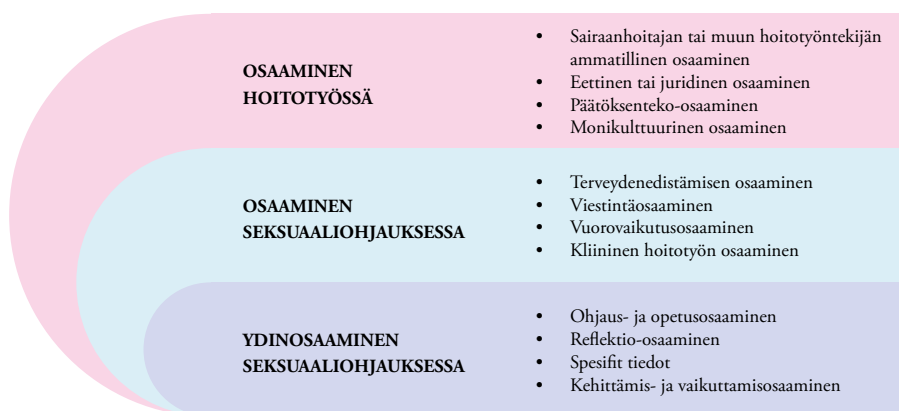 OSAAMINEN
HOITOTYÖSSÄ
• Sairaanhoitajan tai muun hoitotyöntekijän
ammatillinen osaaminen
• Eettinen tai juridinen osaaminen
• Päätöksenteko-osaaminen
• Monikulttuurinen osaaminen
OSAAMINEN
SEKSUAALIOHJAUKSESSA
• Terveydenedistämisen osaaminen
• Viestintäosaaminen
• Vuorovaikutusosaaminen
• Kliininen hoitotyön osaaminen
YDINOSAAMINEN
SEKSUAALIOHJAUKSESSA
• Ohjaus- ja opetusosaaminen
• Reflektio-osaaminen
• Spesifit tiedot
• Kehittämis- ja vaikuttamisosaaminen